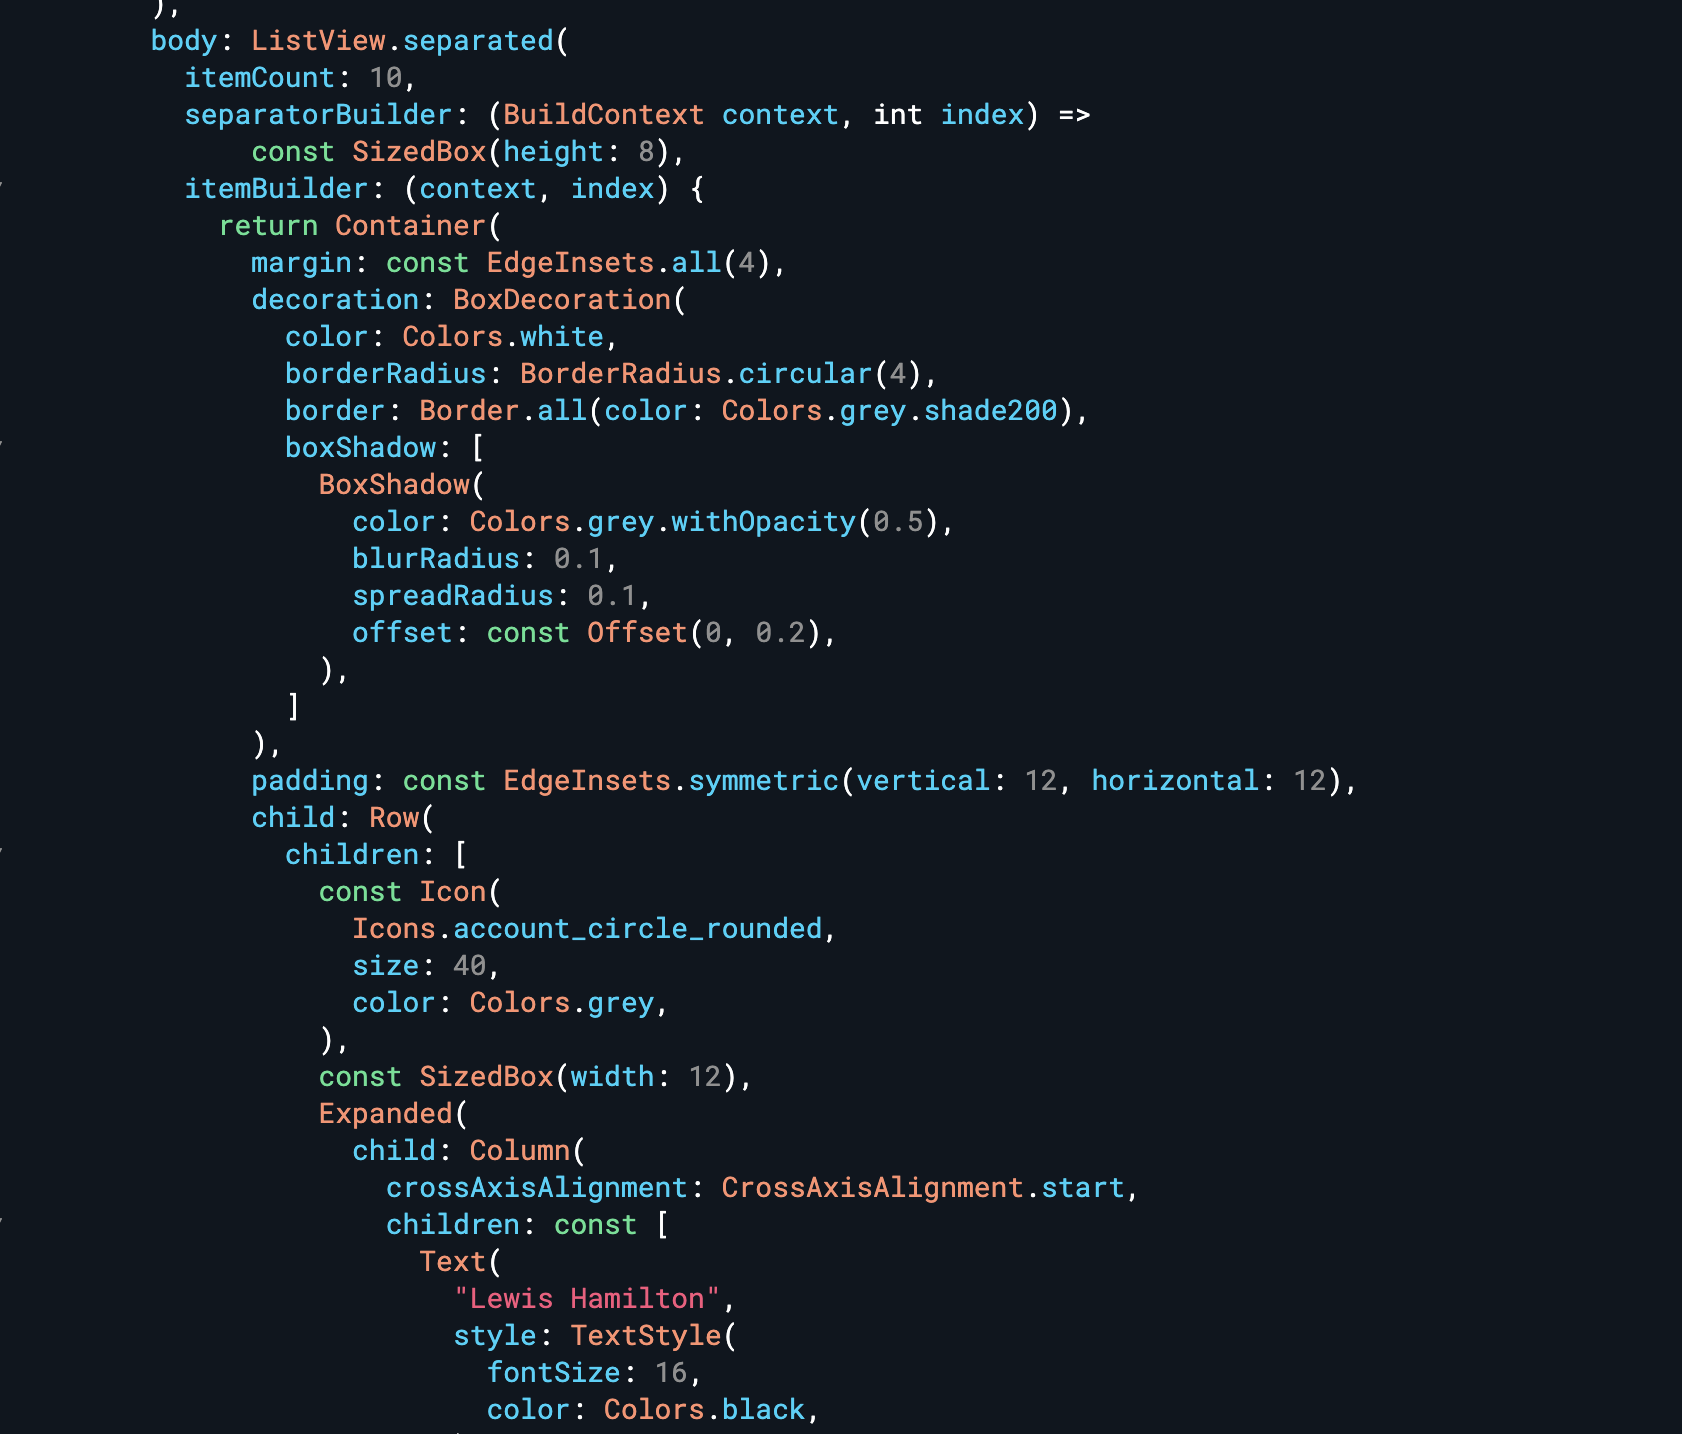 ),
body: ListView.separated(
  itemCount: 10,
  separatorBuilder: (BuildContext context, int index) =>
      const SizedBox(height: 8),
  itemBuilder: (context, index) {
    return Container(
      margin: const EdgeInsets.all(4),
      decoration: BoxDecoration(
        color: Colors.white,
        borderRadius: BorderRadius.circular(4),
        border: Border.all(color: Colors.grey.shade200),
        boxShadow: [
          BoxShadow(
            color: Colors.grey.withOpacity(0.5),
            blurRadius: 0.1,
            spreadRadius: 0.1,
            offset: const Offset(0, 0.2),
          ),
        ]
      ),
      padding: const EdgeInsets.symmetric(vertical: 12, horizontal: 12),
      child: Row(
        children: [
          const Icon(
            Icons.account_circle_rounded,
            size: 40,
            color: Colors.grey,
          ),
          const SizedBox(width: 12),
          Expanded(
            child: Column(
              crossAxisAlignment: CrossAxisAlignment.start,
              children: const [
                Text(
                  "Lewis Hamilton",
                  style: TextStyle(
                    fontSize: 16,
                    color: Colors.black,